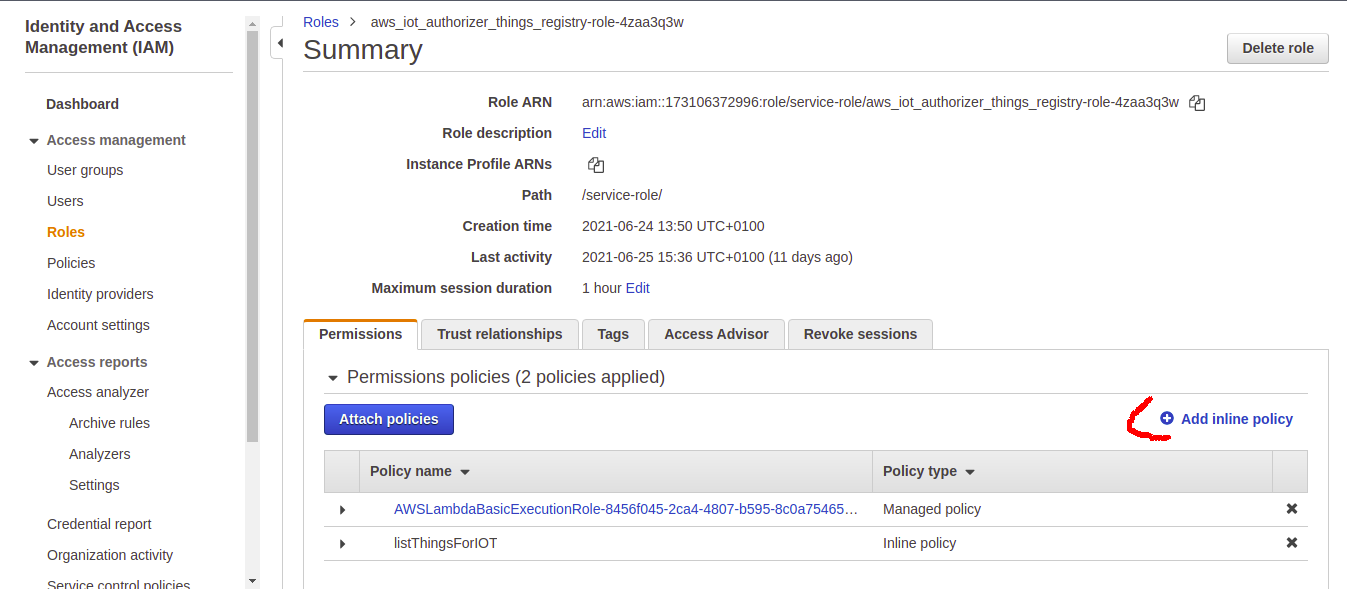 Identity and Access
Management (IAM)
Dashboard
Access management
User groups
Users
Roles
Policies
Identity providers
Account settings
Access reports
Access analyzer
Archive rules
Analyzers
Settings
Credential report
Organization activity
Service control policies
Roles > aws_iot_authorizer_things_registry-role-4zaa3q3w
Summary
Delete role
Role ARN arn:aws:iam::173106372996:role/service-role/aws_iot_authorizer_things_registry-role-4zaa3q3w
Role description Edit
Instance Profile ARNs
Path /service-role/
Creation time 2021-06-24 13:50 UTC+0100
Last activity 2021-06-25 15:36 UTC+0100 (11 days ago)
Maximum session duration 1 hour Edit
Permissions Trust relationships Tags Access Advisor Revoke sessions
Permissions policies (2 policies applied)
Attach policies Add inline policy
Policy name Policy type
AWSLambdaBasicExecutionRole-8456f045-2ca4-4807-b595-8c0a75465… Managed policy
listThingsForIOT Inline policy